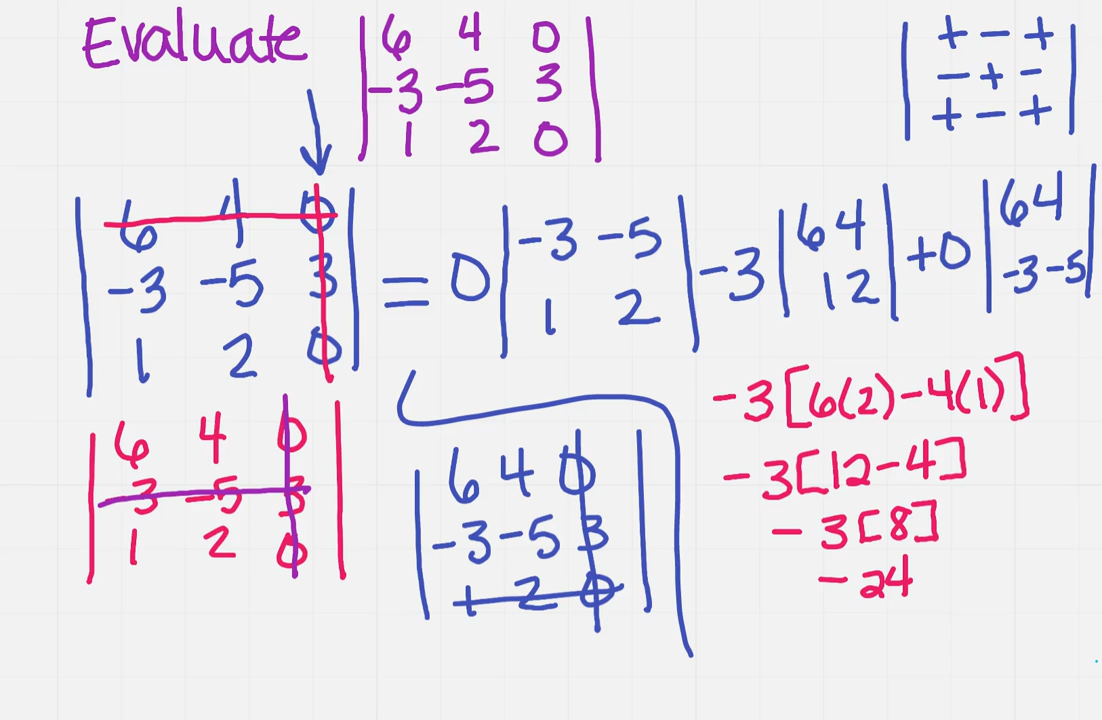 Evaluate | 6 4 0 |
| -3 -5 3 |
| 1 2 0 |
| + - + |
| - + - |
| + - + |
| 6 4 0 |
| -3 -5 3 |
| 1 2 0 |
= 0 | -3 -5 | -3 | 6 4 | +0 | 6 4 |
| 1 2 | | 1 2 | | -3 -5 |
| 6 4 0 |
| -3 -5 3 |
| 1 2 0 |
| 6 4 0 |
| -3 -5 3 |
| 1 2 0 |
-3[6(2)-4(1)]
-3[12-4]
-3[8]
-24